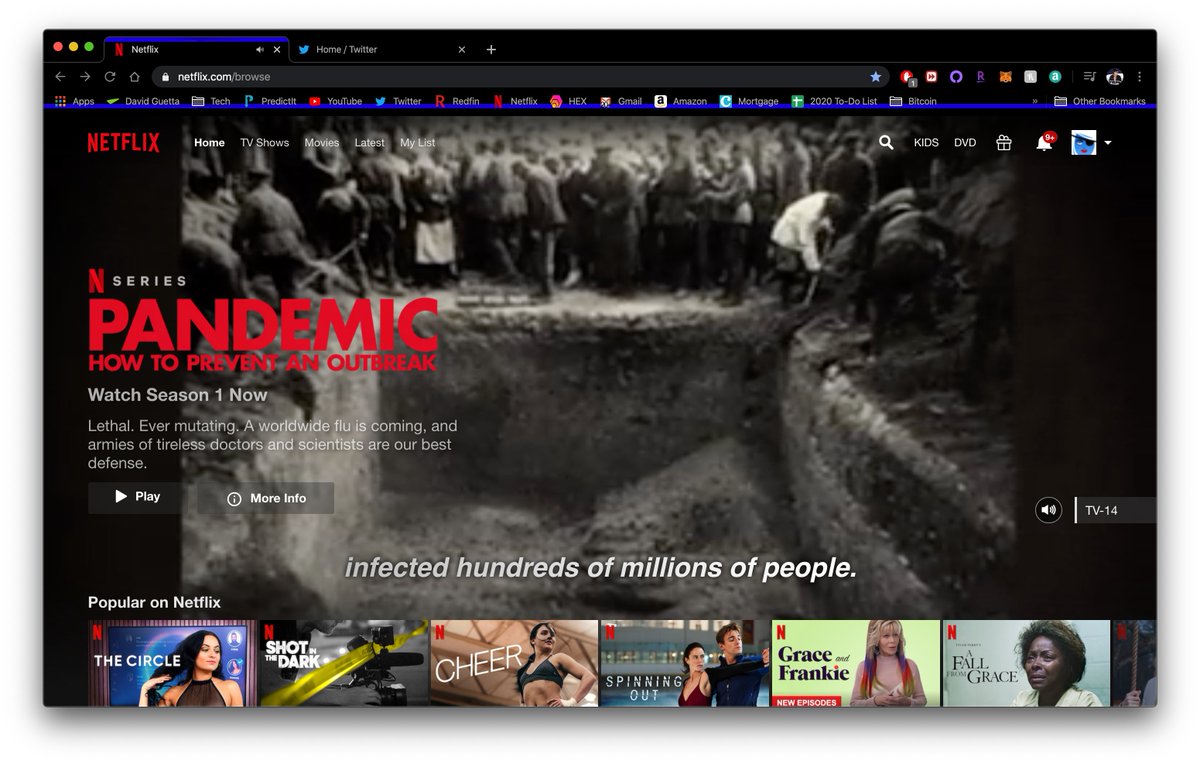 Netflix
Home / Twitter
netflix.com/browse
1
Apps David Guetta Tech PredictIt YouTube Twitter Redfin Netflix HEX Gmail Amazon Mortgage 2020 To-Do List Bitcoin » Other Bookmarks
NETFLIX Home TV Shows Movies Latest My List KIDS DVD 9+
N SERIES
PANDEMIC
HOW TO PREVENT AN OUTBREAK
Watch Season 1 Now
Lethal. Ever mutating. A worldwide flu is coming, and
armies of tireless doctors and scientists are our best
defense.
Play More Info
TV-14
infected hundreds of millions of people.
Popular on Netflix
THE CIRCLE
SHOT IN
THE DARK
CHEER
SPINNING
OUT
Grace and
Frankie
NEW EPISODES
TYLER PERRY'S
A FALL
FROM GRACE